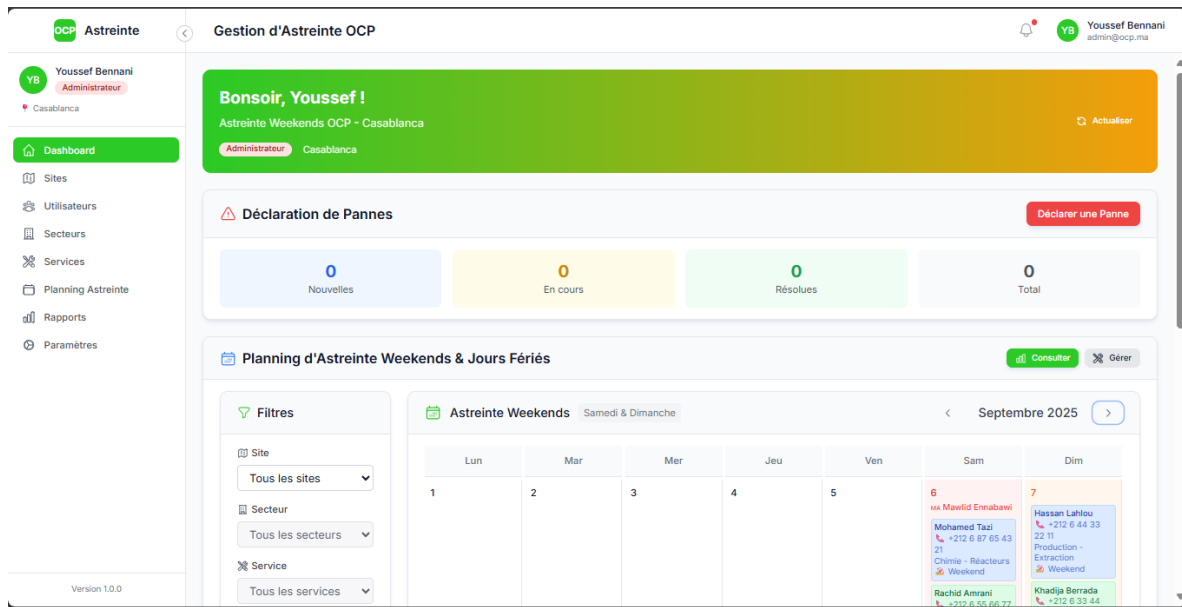 OCP Astreinte
Gestion d'Astreinte OCP
YB
Youssef Bennani
admin@ocp.ma
YB
Youssef Bennani
Administrateur
Casablanca
Dashboard
Sites
Utilisateurs
Secteurs
Services
Planning Astreinte
Rapports
Paramètres
Version 1.0.0
Bonsoir, Youssef !
Astreinte Weekends OCP - Casablanca
Administrateur Casablanca
Actualiser
Déclaration de Pannes
Déclarer une Panne
0
Nouvelles
0
En cours
0
Résolues
0
Total
Planning d'Astreinte Weekends & Jours Fériés
Consulter
Gérer
Filtres
Site
Tous les sites
Secteur
Tous les secteurs
Service
Tous les services
Astreinte Weekends Samedi & Dimanche
Septembre 2025
Lun Mar Mer Jeu Ven Sam Dim
1 2 3 4 5
6
MA Mawlid Ennabawi
Mohamed Tazi
+212 6 87 65 43
21
Chimie - Réacteurs
Weekend
Rachid Amrani
+212 6 55 66 77
7
Hassan Lahlou
+212 6 44 33
22 11
Production -
Extraction
Weekend
Khadija Berrada
+212 6 33 44